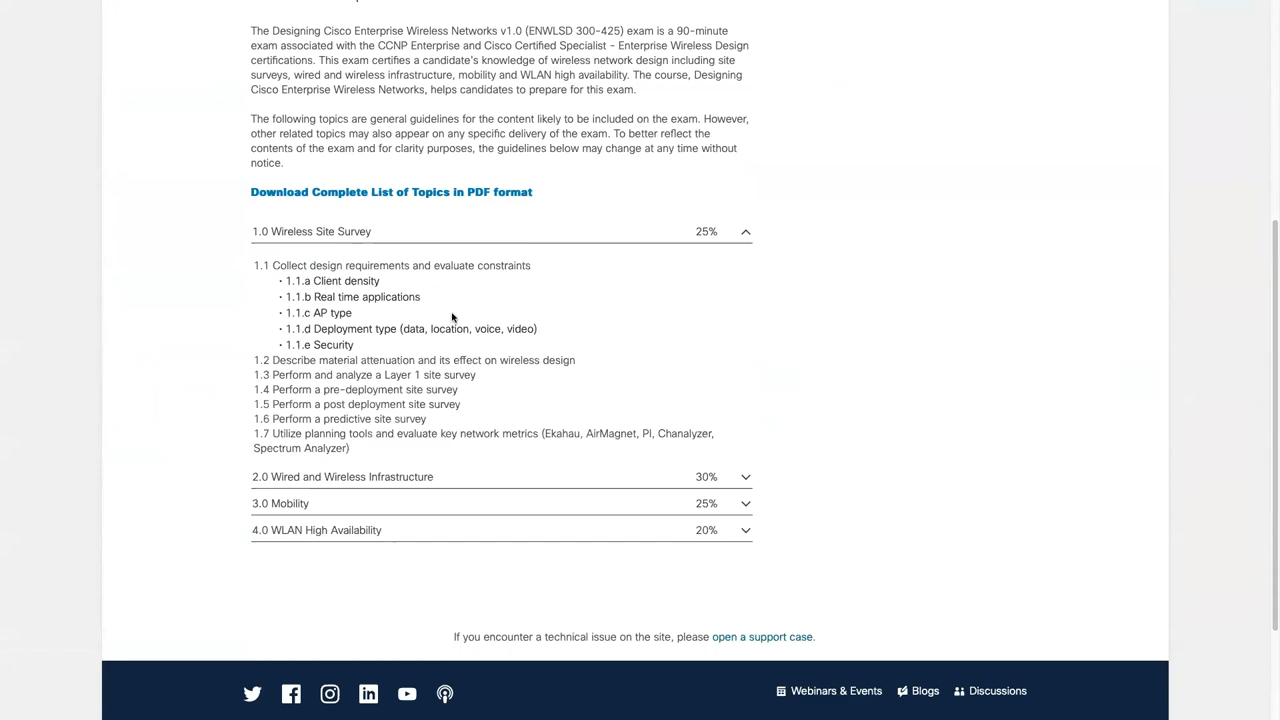 The Designing Cisco Enterprise Wireless Networks v1.0 (ENWLSD 300-425) exam is a 90-minute
exam associated with the CCNP Enterprise and Cisco Certified Specialist - Enterprise Wireless Design
certifications. This exam certifies a candidate's knowledge of wireless network design including site
surveys, wired and wireless infrastructure, mobility and WLAN high availability. The course, Designing
Cisco Enterprise Wireless Networks, helps candidates to prepare for this exam.
The following topics are general guidelines for the content likely to be included on the exam. However,
other related topics may also appear on any specific delivery of the exam. To better reflect the
contents of the exam and for clarity purposes, the guidelines below may change at any time without
notice.
Download Complete List of Topics in PDF format
1.0 Wireless Site Survey 25%
1.1 Collect design requirements and evaluate constraints
• 1.1.a Client density
• 1.1.b Real time applications
• 1.1.c AP type
• 1.1.d Deployment type (data, location, voice, video)
• 1.1.e Security
1.2 Describe material attenuation and its effect on wireless design
1.3 Perform and analyze a Layer 1 site survey
1.4 Perform a pre-deployment site survey
1.5 Perform a post deployment site survey
1.6 Perform a predictive site survey
1.7 Utilize planning tools and evaluate key network metrics (Ekahau, AirMagnet, PI, Chanalyzer,
Spectrum Analyzer)
2.0 Wired and Wireless Infrastructure 30%
3.0 Mobility 25%
4.0 WLAN High Availability 20%
If you encounter a technical issue on the site, please open a support case.
Webinars & Events Blogs Discussions